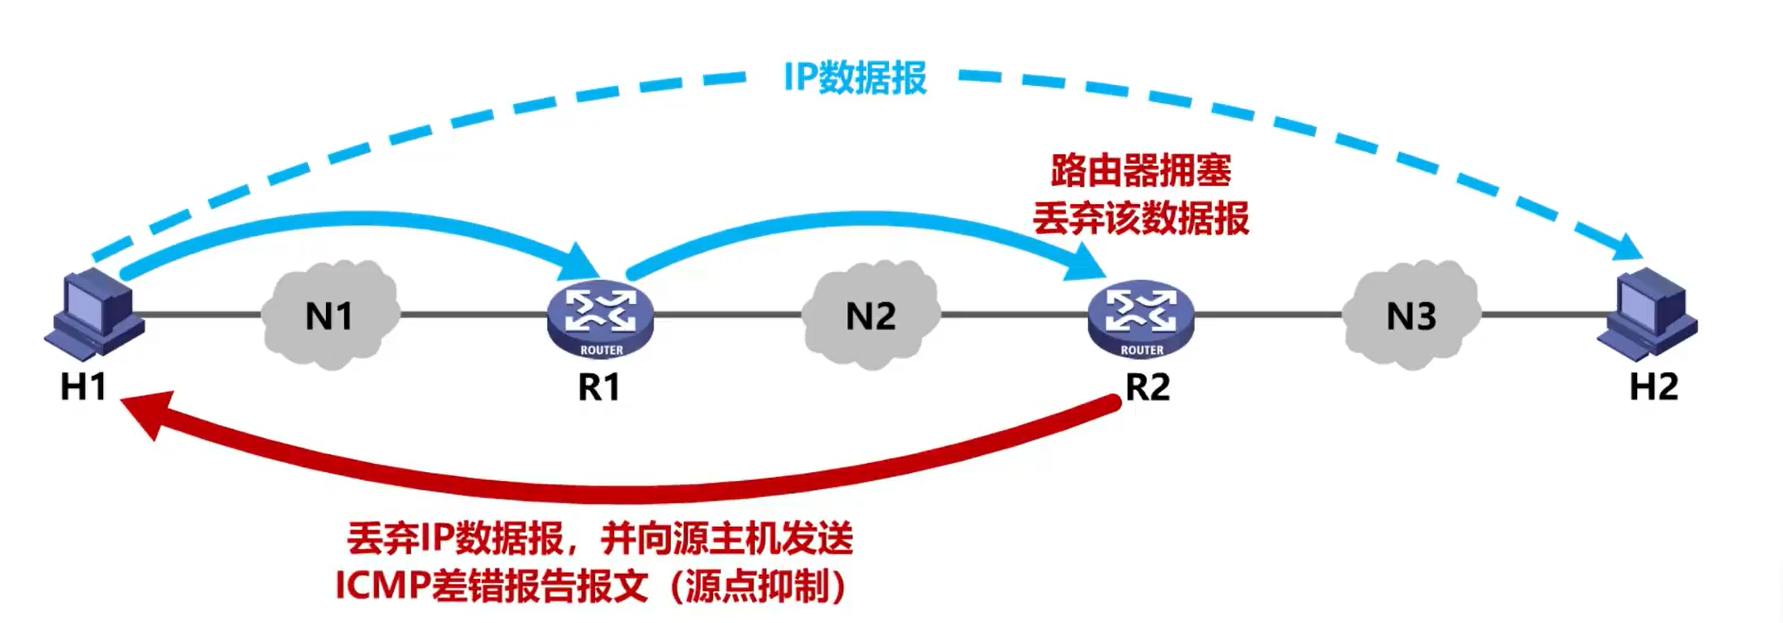 IP数据报
路由器拥塞
丢弃该数据报
N1
N2
N3
ROUTER
ROUTER
H1
R1
R2
H2
丢弃IP数据报，并向源主机发送
ICMP差错报告报文（源点抑制）